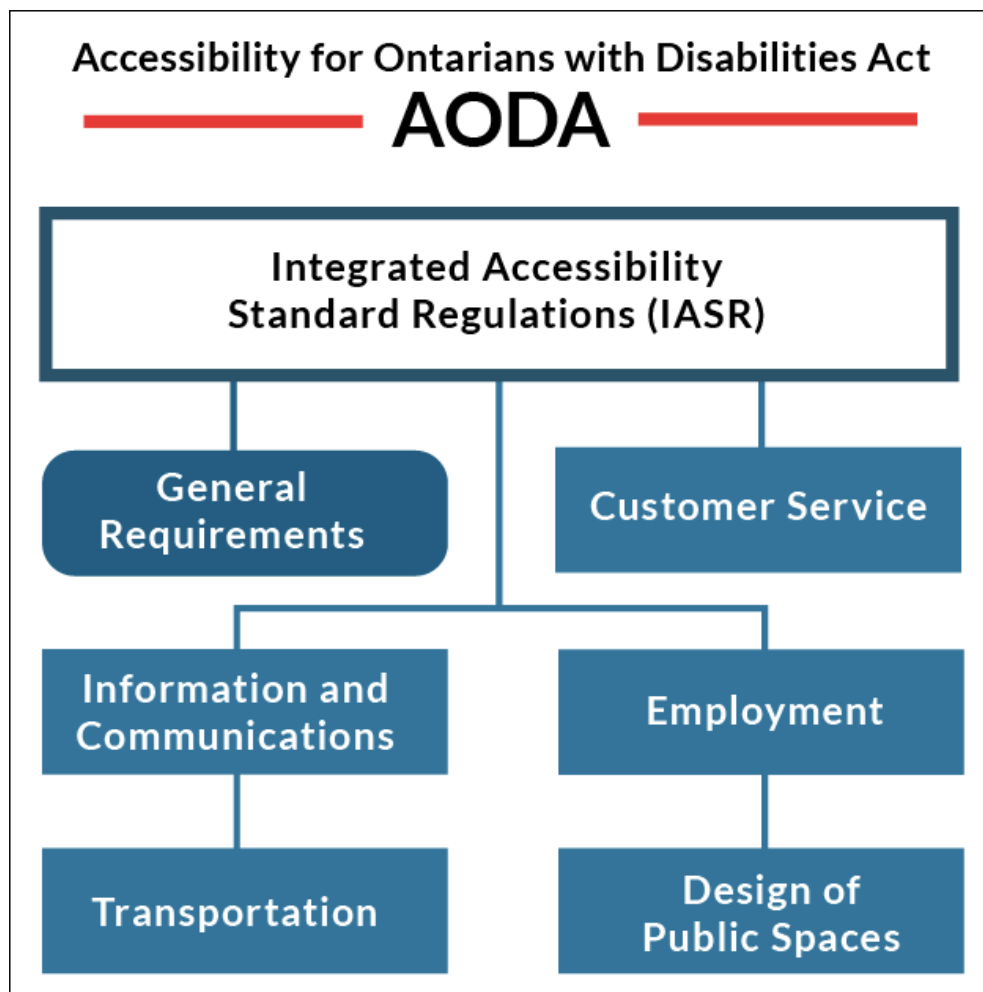 Accessibility for Ontarians with Disabilities Act
AODA
Integrated Accessibility
Standard Regulations (IASR)
General
Requirements
Customer Service
Information and
Communications
Employment
Transportation
Design of
Public Spaces